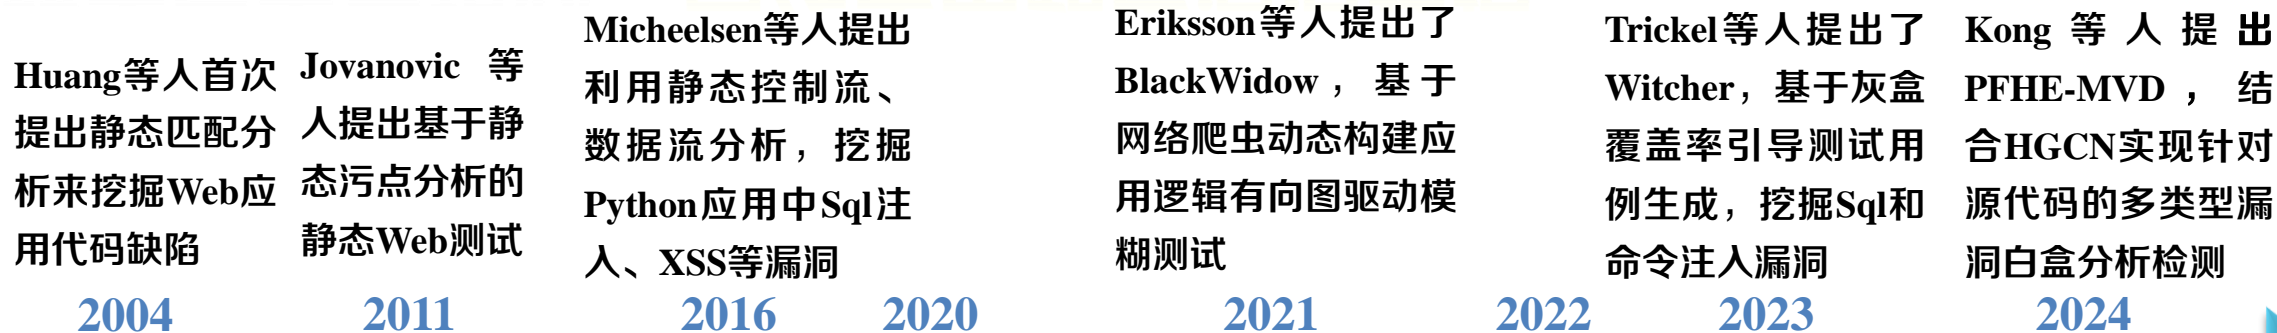 Huang等人首次
提出静态匹配分
析来挖掘Web应
用代码缺陷
Jovanovic 等
人提出基于静
态污点分析的
静态Web测试
Micheelsen等人提出
利用静态控制流、
数据流分析，挖掘
Python应用中Sql注
入、XSS等漏洞
Eriksson等人提出了
BlackWidow，基于
网络爬虫动态构建应
用逻辑有向图驱动模
糊测试
Trickel等人提出了
Witcher，基于灰盒
覆盖率引导测试用
例生成，挖掘Sql和
命令注入漏洞
Kong 等人提出
PFHE-MVD，结
合HGCN实现针对
源代码的多类型漏
洞白盒分析检测
2004 2011 2016 2020 2021 2022 2023 2024